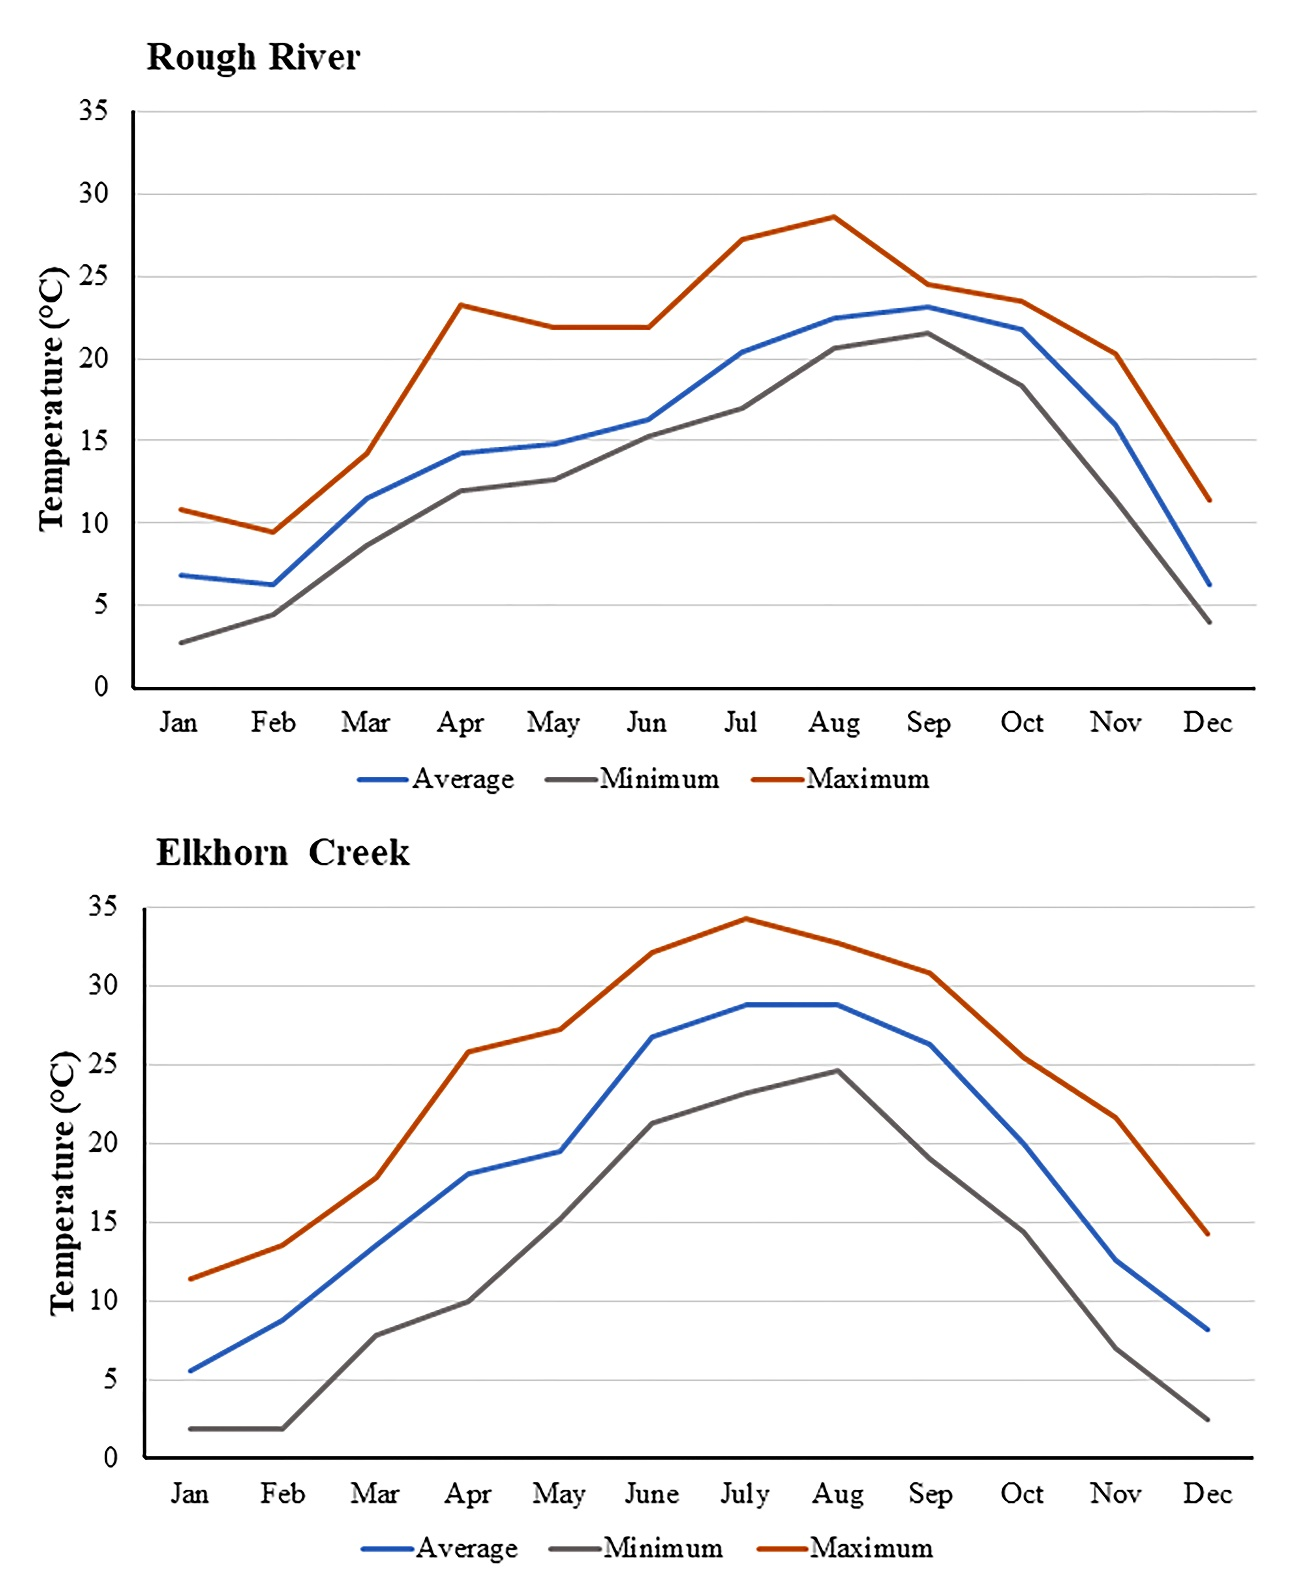 Rough River
35
30
25
20
15
10
5
0
Temperature (°C)
Jan Feb Mar Apr May Jun Jul Aug Sep Oct Nov Dec
Average Minimum Maximum
Elkhorn Creek
35
30
25
20
15
10
5
0
Temperature (°C)
Jan Feb Mar Apr May June July Aug Sep Oct Nov Dec
Average Minimum Maximum